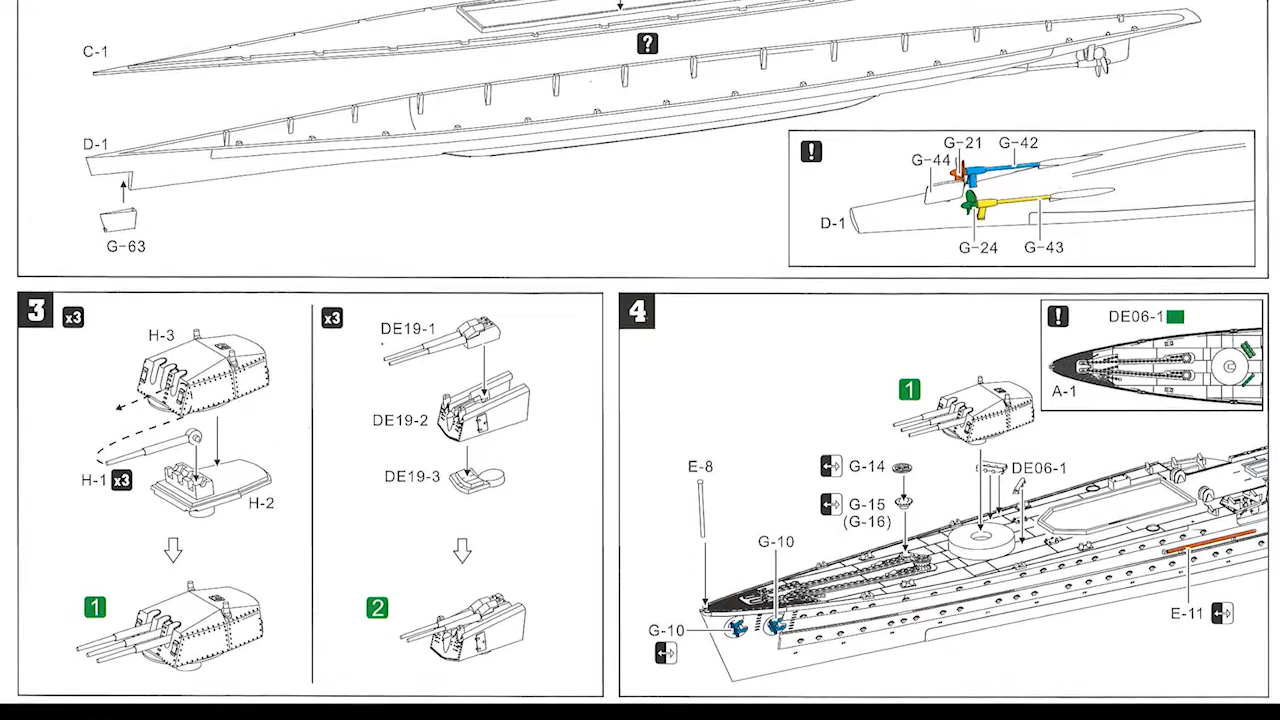 C-1
?
D-1
G-63
!
G-21 G-42
G-44
D-1
G-24 G-43
3
x3
H-3
H-1 x3
H-2
1
x3
DE19-1
DE19-2
DE19-3
2
4
!
DE06-1
A-1
1
E-8
G-14
DE06-1
G-15
(G-16)
G-10
G-10
E-11